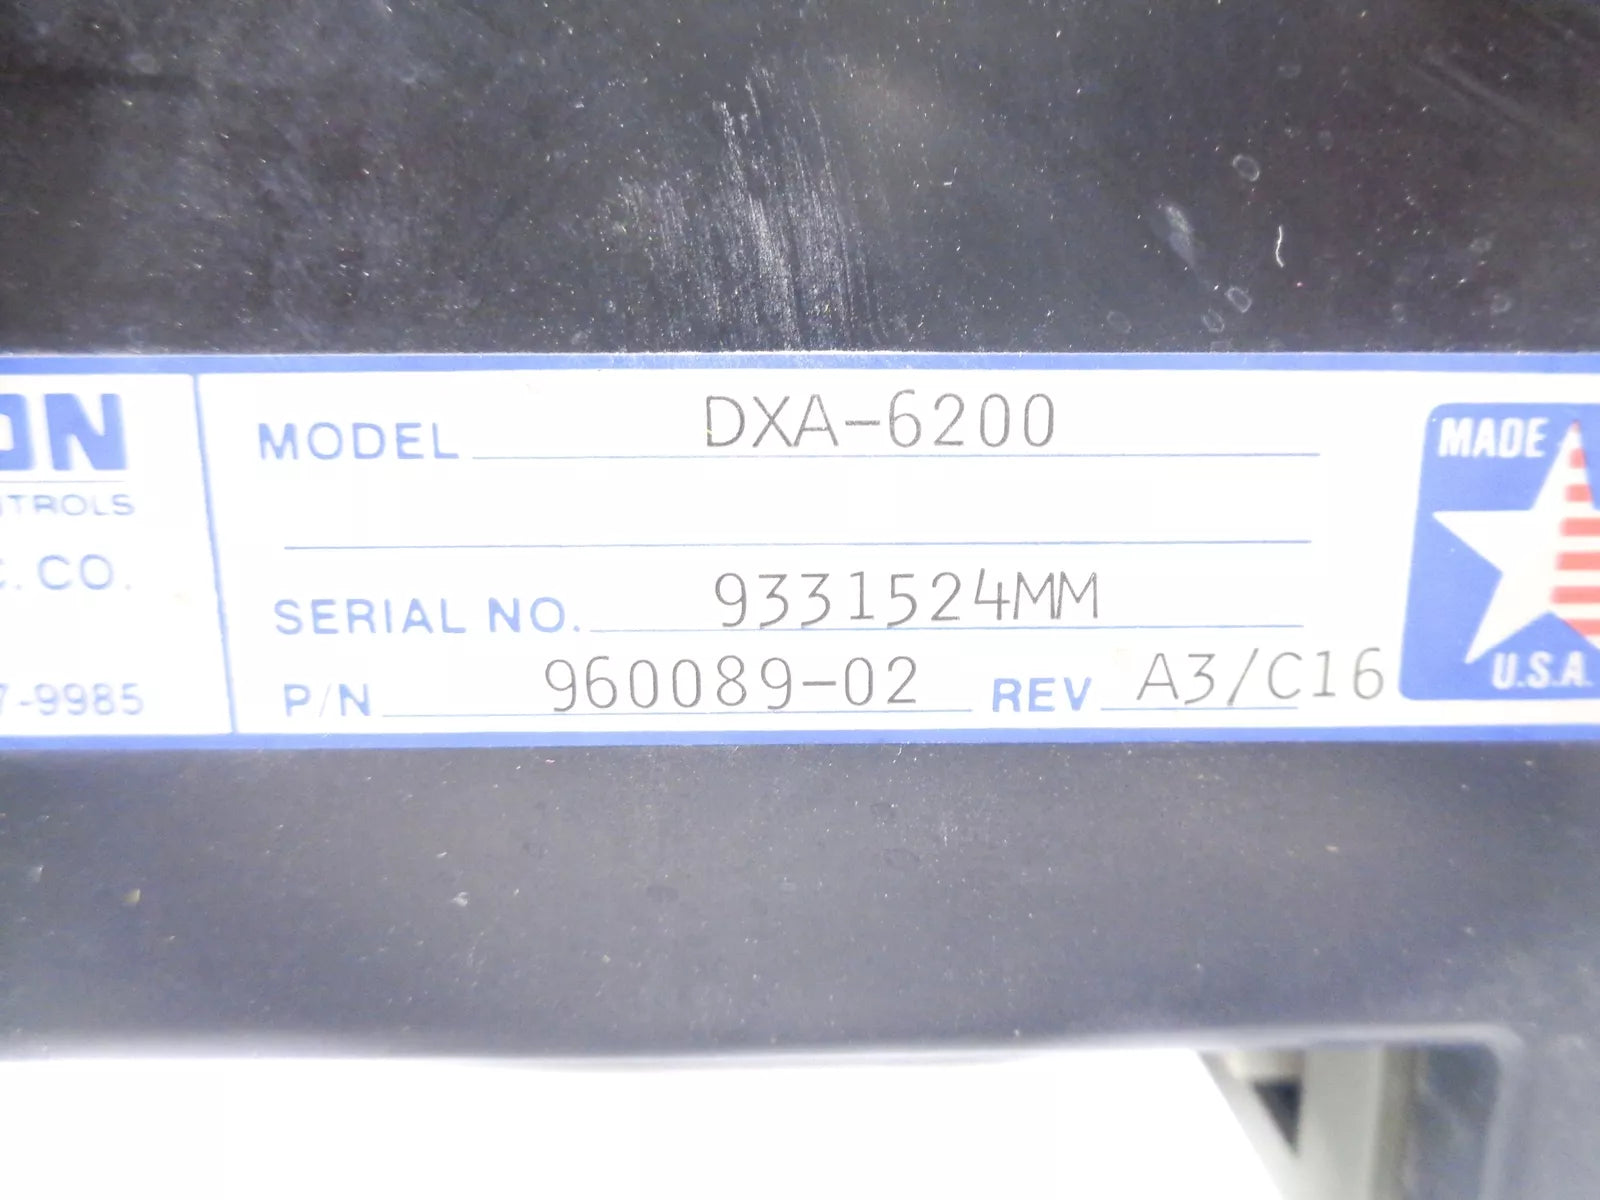 ON
TROLS
C. CO.
7-9985
MODEL DXA-6200
SERIAL NO. 9331524MM
P/N 960089-02 REV A3/C16
MADE
U.S.A.